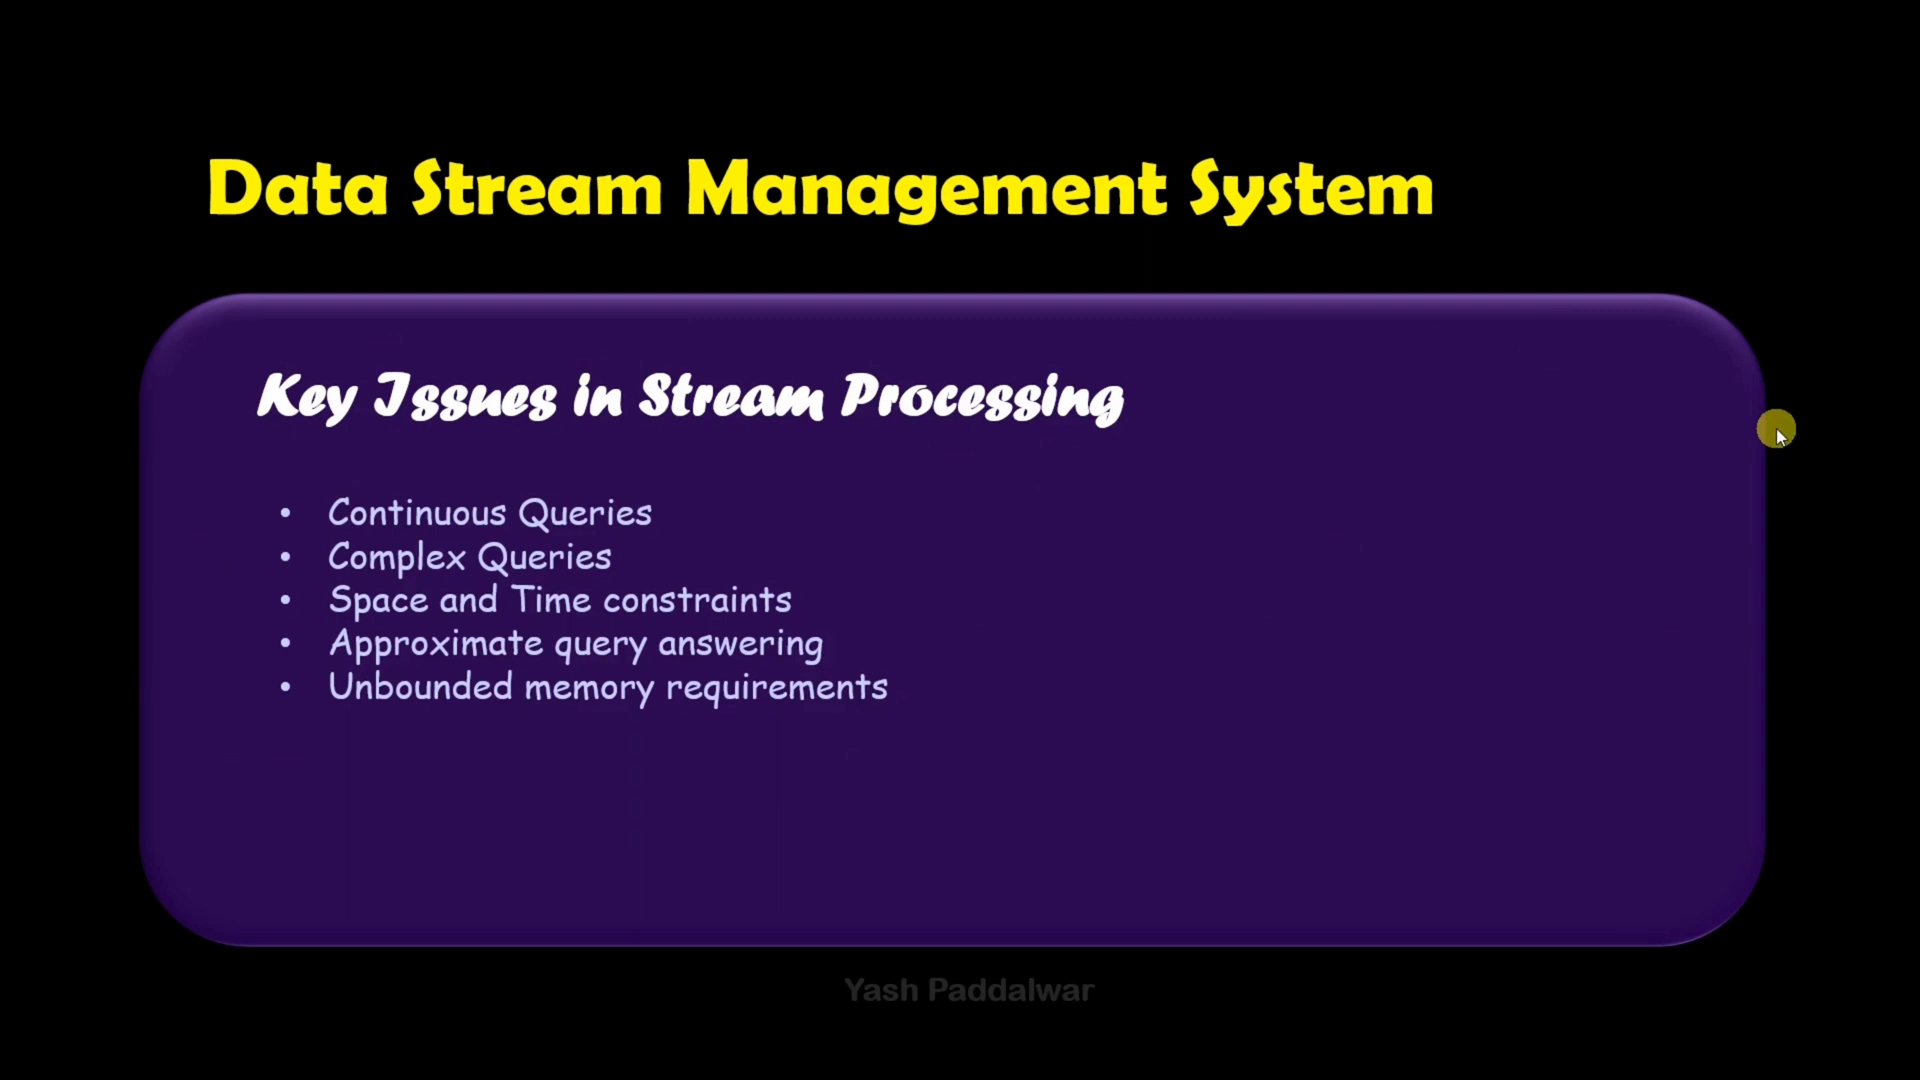 Data Stream Management System
Key Issues in Stream Processing
• Continuous Queries
• Complex Queries
• Space and Time constraints
• Approximate query answering
• Unbounded memory requirements
Yash Paddalwar